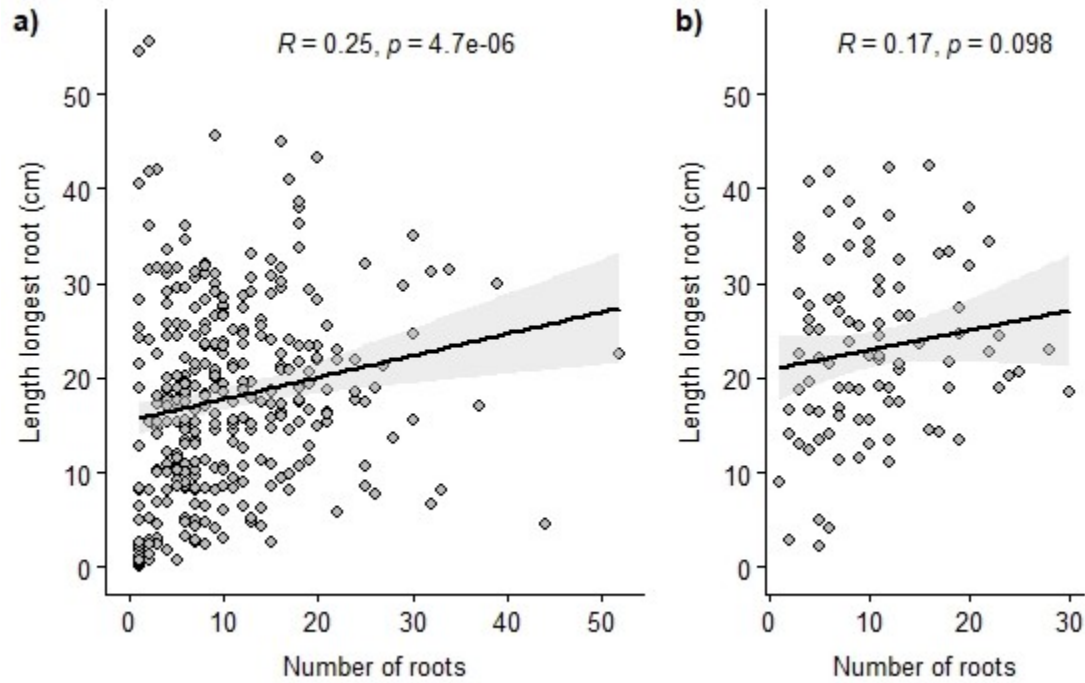 a)
R = 0.25, p = 4.7e-06
Length longest root (cm)
50
40
30
20
10
0
0 10 20 30 40 50
Number of roots
b)
R = 0.17, p = 0.098
Length longest root (cm)
50
40
30
20
10
0
0 10 20 30
Number of roots